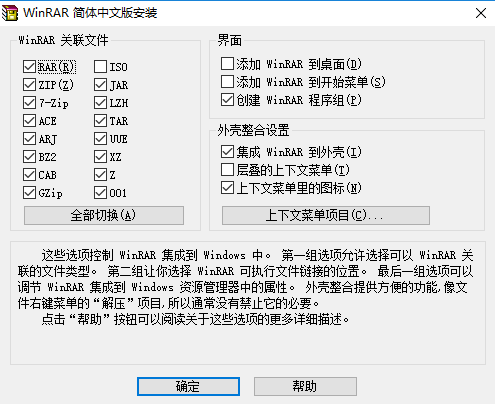 WinRAR 简体中文版安装
WinRAR 关联文件
RAR(R)
ISO
ZIP(Z)
JAR
7-Zip
LZH
ACE
TAR
ARJ
UUE
BZ2
XZ
CAB
Z
GZip
001
全部切换(A)
界面
添加 WinRAR 到桌面(D)
添加 WinRAR 到开始菜单(S)
创建 WinRAR 程序组(P)
外壳整合设置
集成 WinRAR 到外壳(I)
层叠的上下文菜单(T)
上下文菜单里的图标(N)
上下文菜单项目(C)...
这些选项控制 WinRAR 集成到 Windows 中。 第一组选项允许选择可以 WinRAR 关
联的文件类型。 第二组让你选择 WinRAR 可执行文件链接的位置。 最后一组选项可以
调节 WinRAR 集成到 Windows 资源管理器中的属性。 外壳整合提供方便的功能,像文
件右键菜单的“解压”项目,所以通常没有禁止它的必要。
点击“帮助”按钮可以阅读关于这些选项的更多详细描述。
确定
帮助